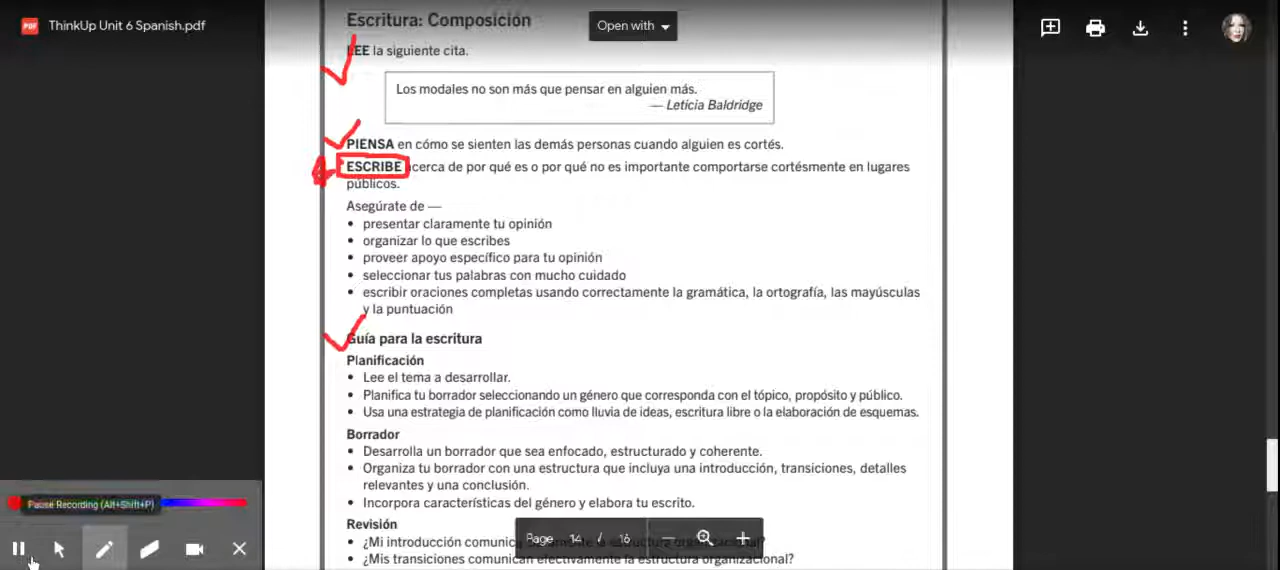 ThinkUp Unit 6 Spanish.pdf
Open with
Escritura: Composición
LEE la siguiente cita.
Los modales no son más que pensar en alguien más.
— Leticia Baldridge
PIENSA en cómo se sienten las demás personas cuando alguien es cortés.
ESCRIBE acerca de por qué es o por qué no es importante comportarse cortésmente en lugares
públicos.
Asegúrate de —
• presentar claramente tu opinión
• organizar lo que escribes
• proveer apoyo específico para tu opinión
• seleccionar tus palabras con mucho cuidado
• escribir oraciones completas usando correctamente la gramática, la ortografía, las mayúsculas
y la puntuación
Guía para la escritura
Planificación
• Lee el tema a desarrollar.
• Planifica tu borrador seleccionando un género que corresponda con el tópico, propósito y público.
• Usa una estrategia de planificación como lluvia de ideas, escritura libre o la elaboración de esquemas.
Borrador
• Desarrolla un borrador que sea enfocado, estructurado y coherente.
• Organiza tu borrador con una estructura que incluya una introducción, transiciones, detalles
relevantes y una conclusión.
• Incorpora características del género y elabora tu escrito.
Revisión
• ¿Mi introducción comunica la estructura organizacional?
• ¿Mis transiciones comunican efectivamente la estructura organizacional?
Pause Recording (Alt+Shift+P)
Page 14 / 16